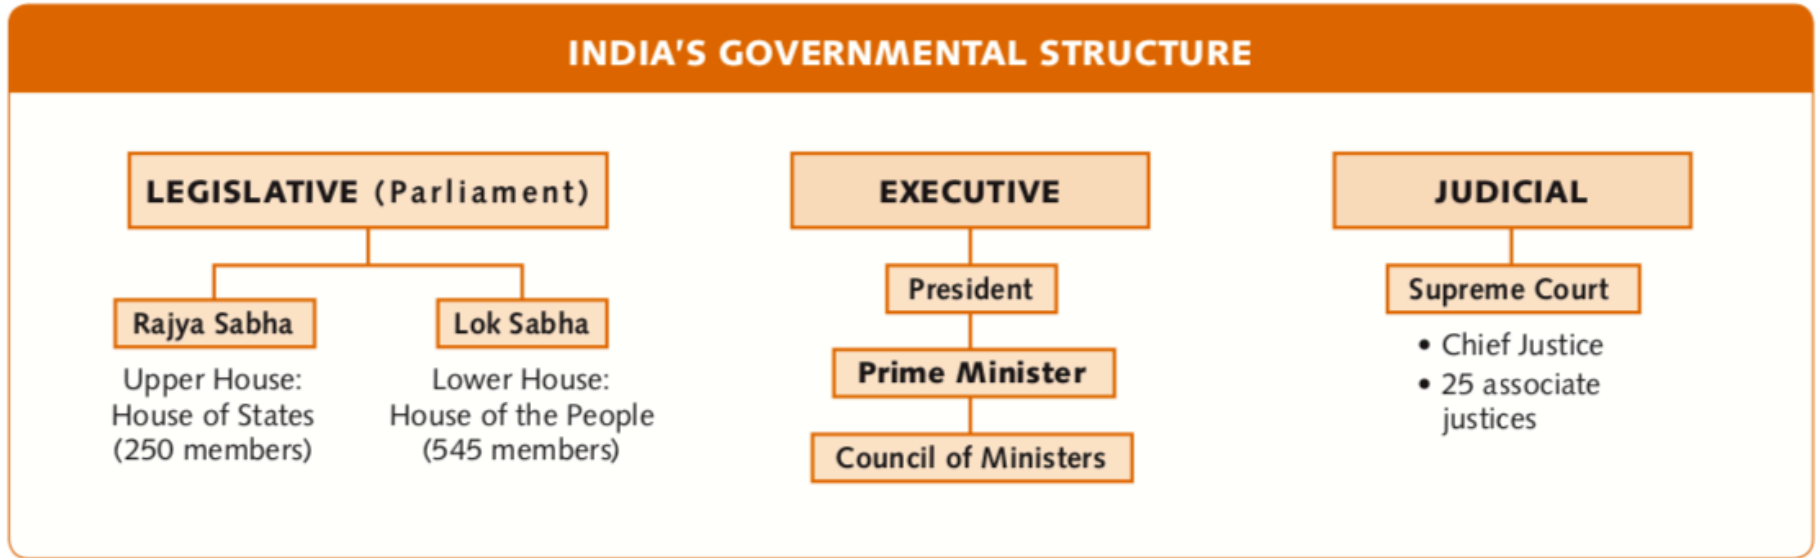 INDIA'S GOVERNMENTAL STRUCTURE
LEGISLATIVE (Parliament)
Rajya Sabha
Upper House:
House of States
(250 members)
Lok Sabha
Lower House:
House of the People
(545 members)
EXECUTIVE
President
Prime Minister
Council of Ministers
JUDICIAL
Supreme Court
• Chief Justice
• 25 associate
justices